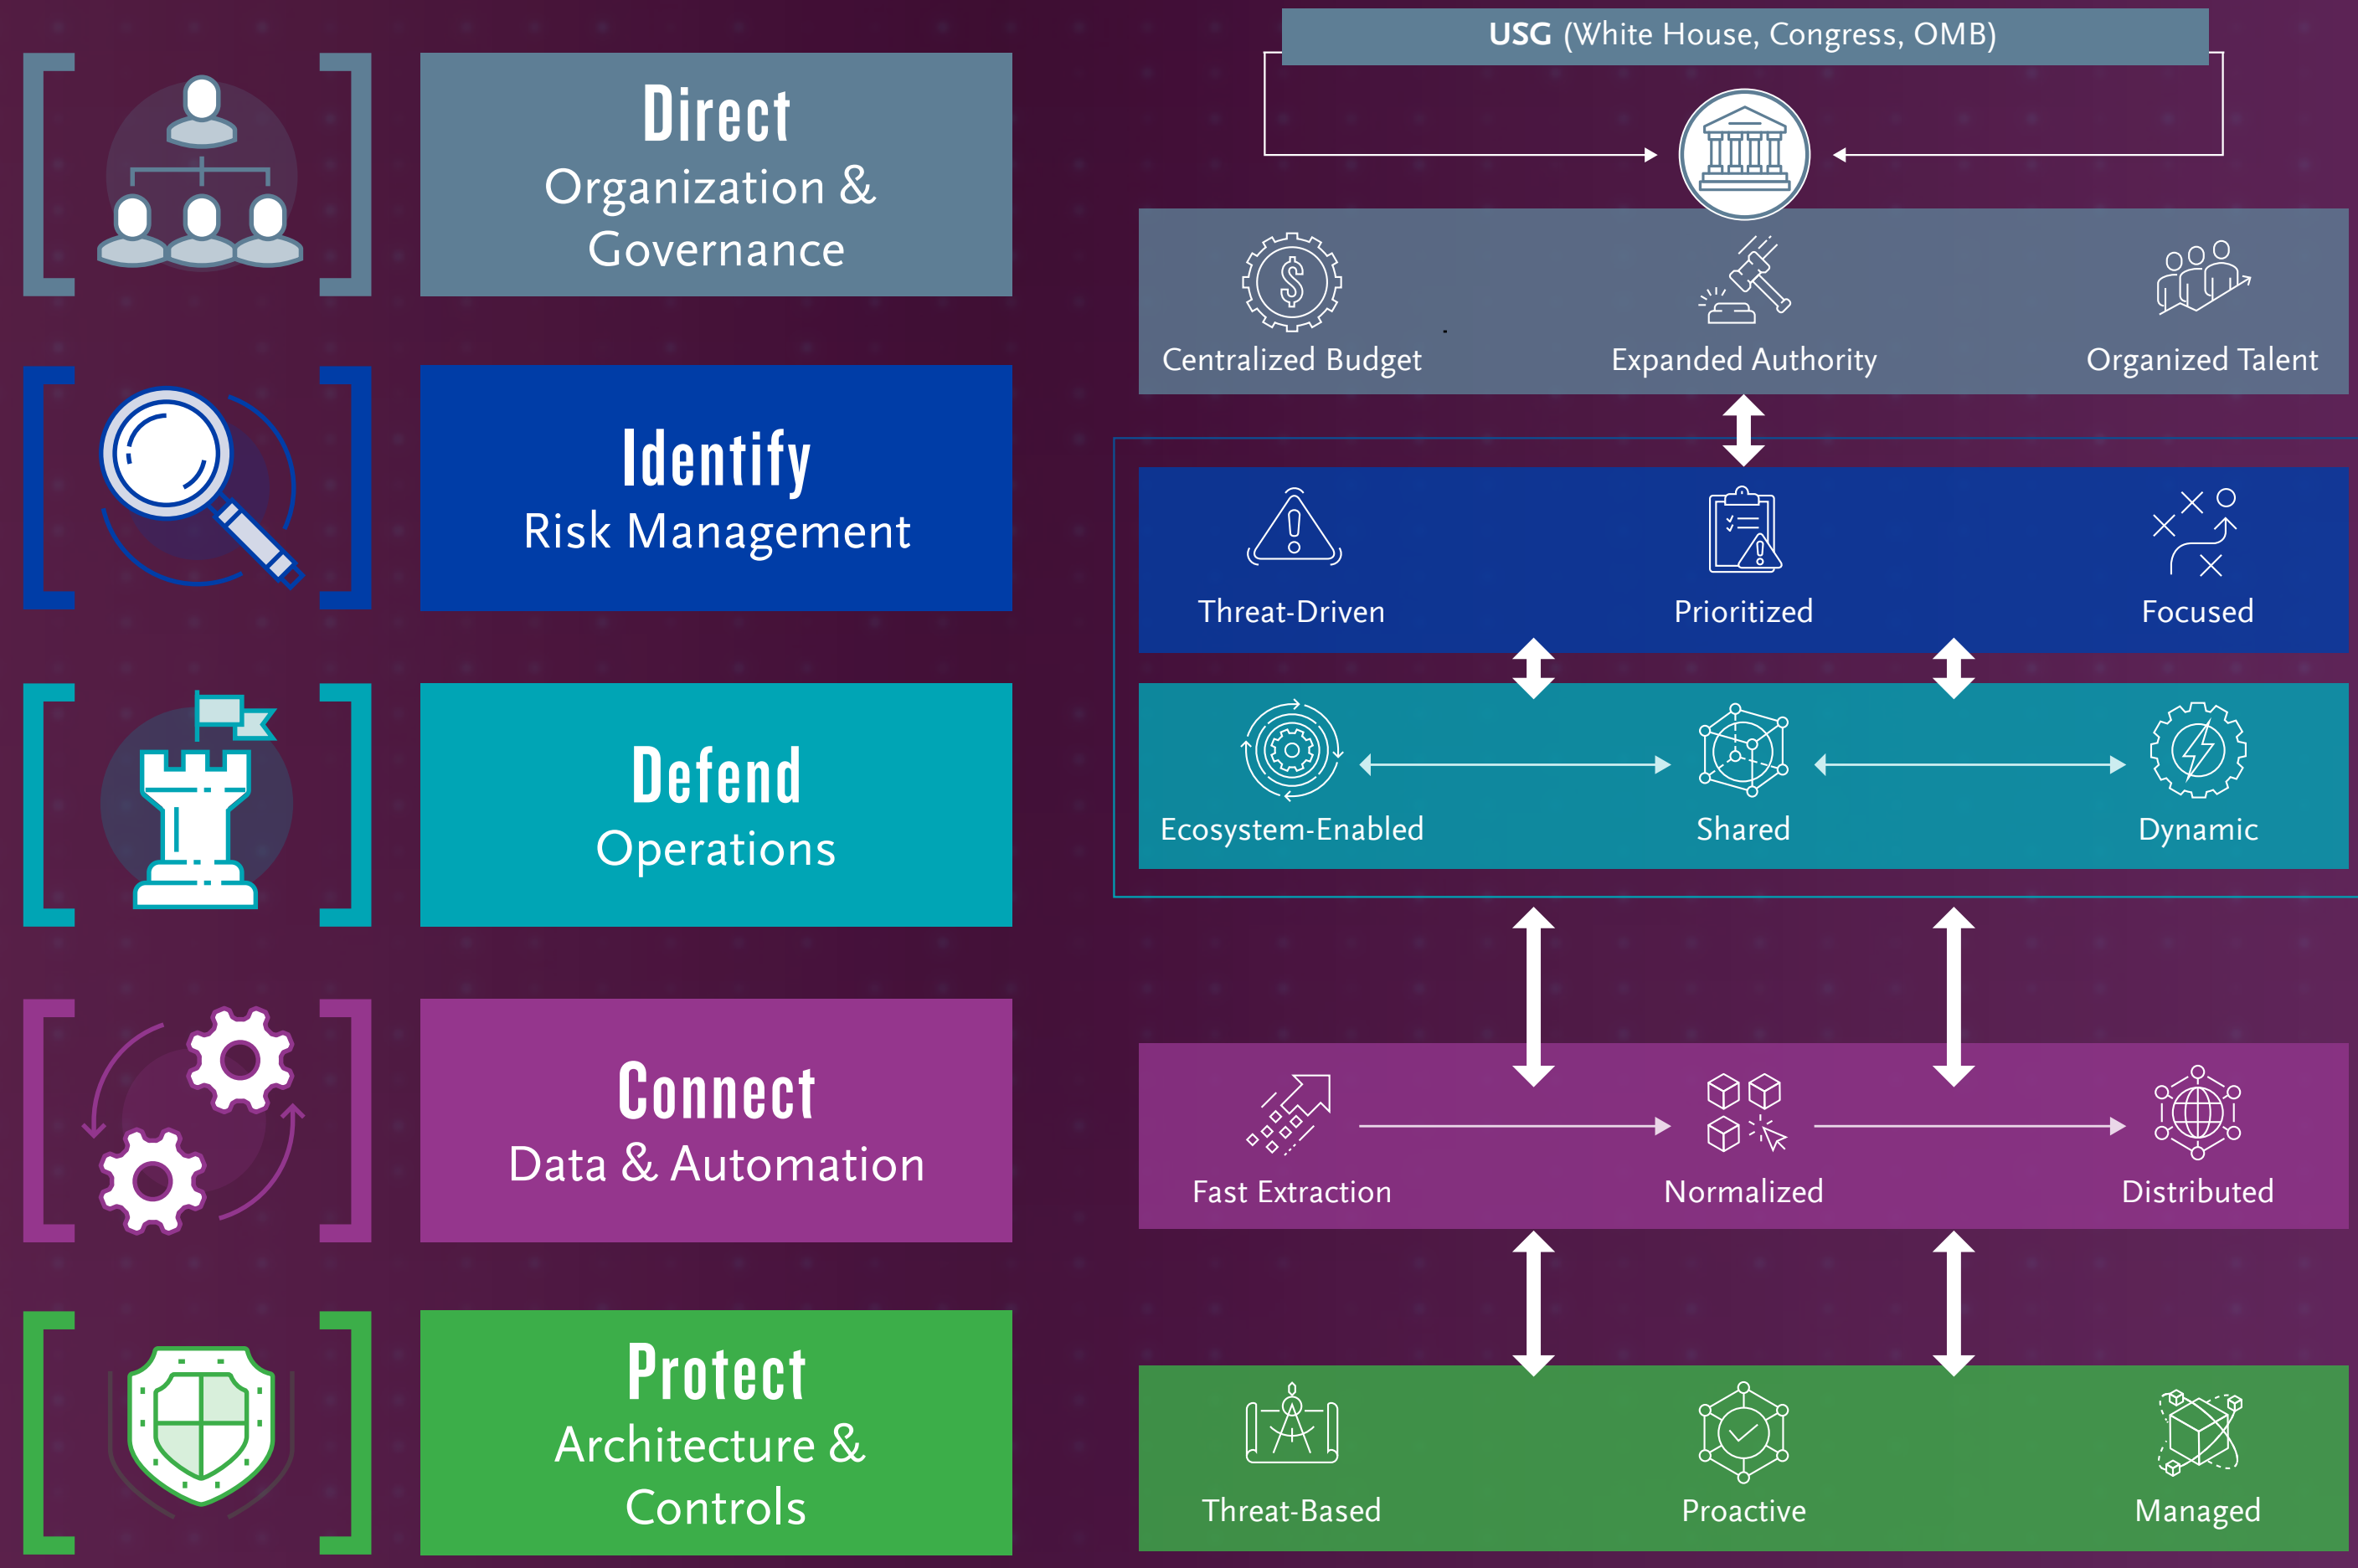 Direct
Organization &
Governance
Identify
Risk Management
Defend
Operations
Connect
Data & Automation
Protect
Architecture &
Controls
USG (White House, Congress, OMB)
Centralized Budget
Expanded Authority
Organized Talent
Threat-Driven
Prioritized
Focused
Ecosystem-Enabled
Shared
Dynamic
Fast Extraction
Normalized
Distributed
Threat-Based
Proactive
Managed